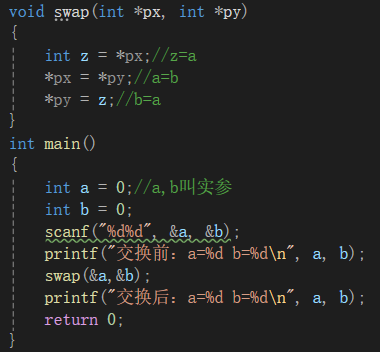 void swap(int *px, int *py)
{
    int z = *px;//z=a
    *px = *py;//a=b
    *py = z;//b=a
}
int main()
{
    int a = 0;//a,b叫实参
    int b = 0;
    scanf("%d%d", &a, &b);
    printf("交换前：a=%d b=%d\n", a, b);
    swap(&a,&b);
    printf("交换后：a=%d b=%d\n", a, b);
    return 0;
}